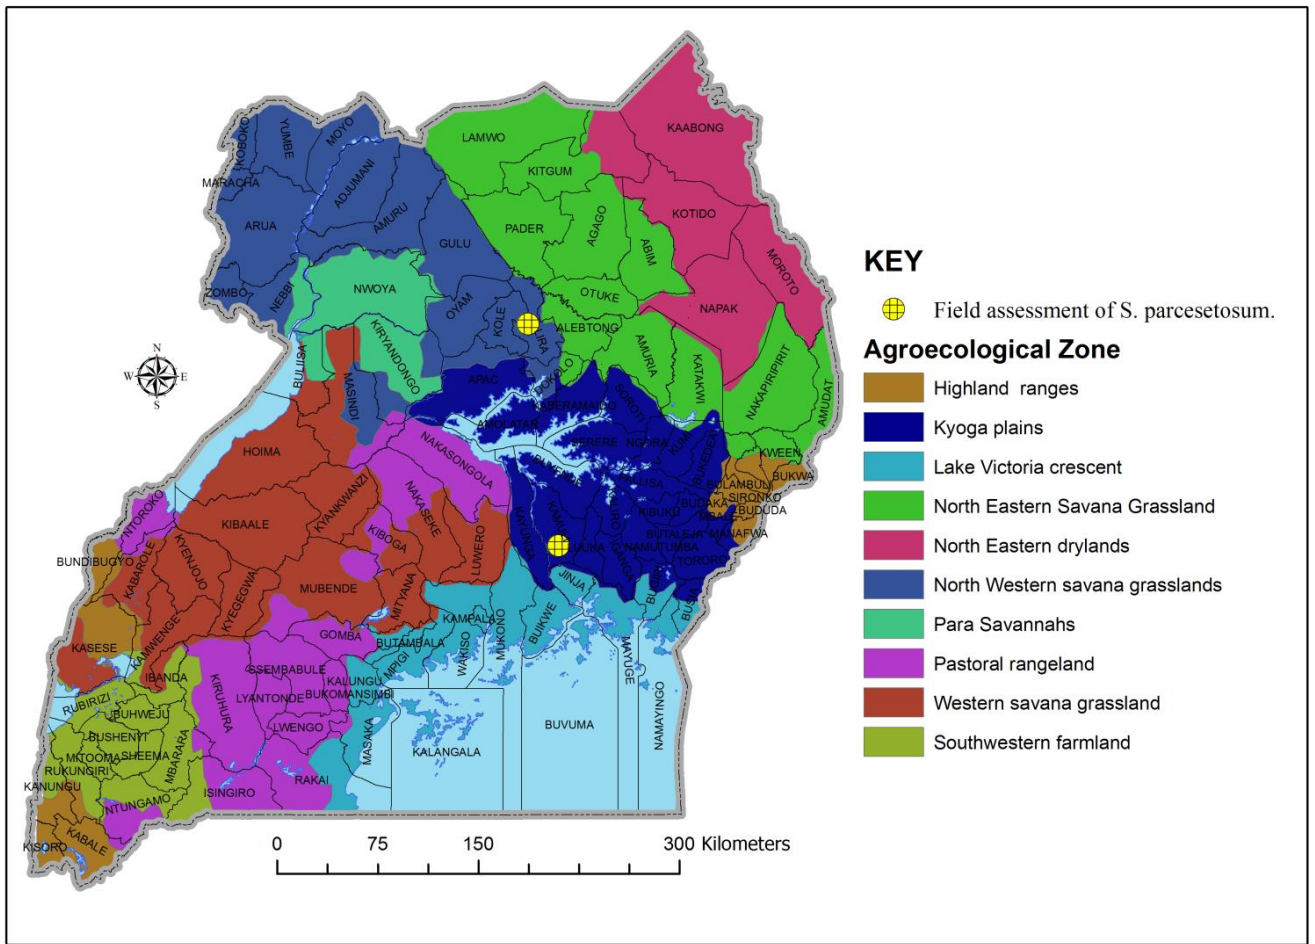 KAABONG
LAMWO
KITGUM
KOBOKO
YUMBE
MOYO
MARACHA
ADJUMANI
AMURU
ARUA
KOTIDO
PADER
AGAGO
ABIM
GULU
MOROTO
ZOMBO
NEBBI
NWOYA
OTUKE
NAPAK
OYAM
KOLE
LIRA
ALEBTONG
KIRYANDONGO
AMURIA
KATAKWI
NAKAPIRIPIRIT
AMUDAT
BULIISA
MASINDI
APAC
DOKOLO
KABERAMAIDO
SOROTI
AMOLATAR
SERERE
NGORA
KUMI
BUKEDEA
HOIMA
NAKASONGOLA
KWEEN
BUKWA
BULAMBULI
SIRONKO
BUDUDA
PALLISA
BUDAKA
MBALE
MANAFWA
KIBUKU
BUTALEJA
NAMUTUMBA
TORORO
NTOROKO
KIBAALE
KYANKWANZI
NAKASEKE
KIBOGA
LUWERO
KAYUNGA
BUNDIBUGYO
KABAROLE
KYENJOJO
KYEGEGWA
MUBENDE
MITYANA
JINJA
BUSIA
KAMPALA
KASESE
KAMWENGE
GOMBA
BUTAMBALA
MPIGI
WAKISO
MUKONO
BUIKWE
MAYUGE
NAMAYINGO
IBANDA
RUBIRIZI
KIRUHURA
SSEMBABULE
KALUNGU
BUKOMANSIMBI
LYANTONDE
BUHWEJU
BUSHENYI
MITOOMA
SHEEMA
MBARARA
RUKUNGIRI
KANUNGU
LWENGO
MASAKA
KALANGALA
BUVUMA
RAKAI
ISINGIRO
NTUNGAMO
KABALE
KISORO
N
W
E
S
0 75 150 300 Kilometers
KEY
Field assessment of S. parcesetosum.
Agroecological Zone
Highland ranges
Kyoga plains
Lake Victoria crescent
North Eastern Savana Grassland
North Eastern drylands
North Western savana grasslands
Para Savannahs
Pastoral rangeland
Western savana grassland
Southwestern farmland